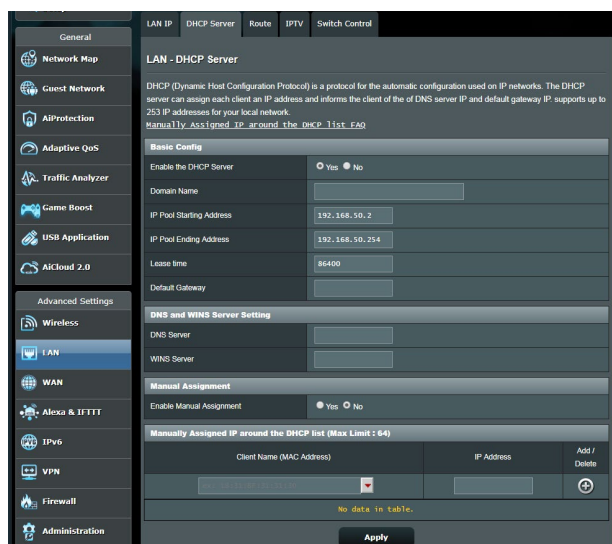 General
Network Map
Guest Network
AiProtection
Adaptive QoS
Traffic Analyzer
Game Boost
USB Application
AiCloud 2.0
Advanced Settings
Wireless
LAN
WAN
Alexa & IFTTT
IPv6
VPN
Firewall
Administration
LAN IP DHCP Server Route IPTV Switch Control
LAN - DHCP Server
DHCP (Dynamic Host Configuration Protocol) is a protocol for the automatic configuration used on IP networks. The DHCP
server can assign each client an IP address and informs the client of the of DNS server IP and default gateway IP. supports up to
253 IP addresses for your local network.
Manually Assigned IP around the DHCP list FAQ
Basic Config
Enable the DHCP Server Yes No
Domain Name
IP Pool Starting Address 192.168.50.2
IP Pool Ending Address 192.168.50.254
Lease time 86400
Default Gateway
DNS and WINS Server Setting
DNS Server
WINS Server
Manual Assignment
Enable Manual Assignment Yes No
Manually Assigned IP around the DHCP list (Max Limit : 64)
Client Name (MAC Address) IP Address Add / Delete
No data in table.
Apply